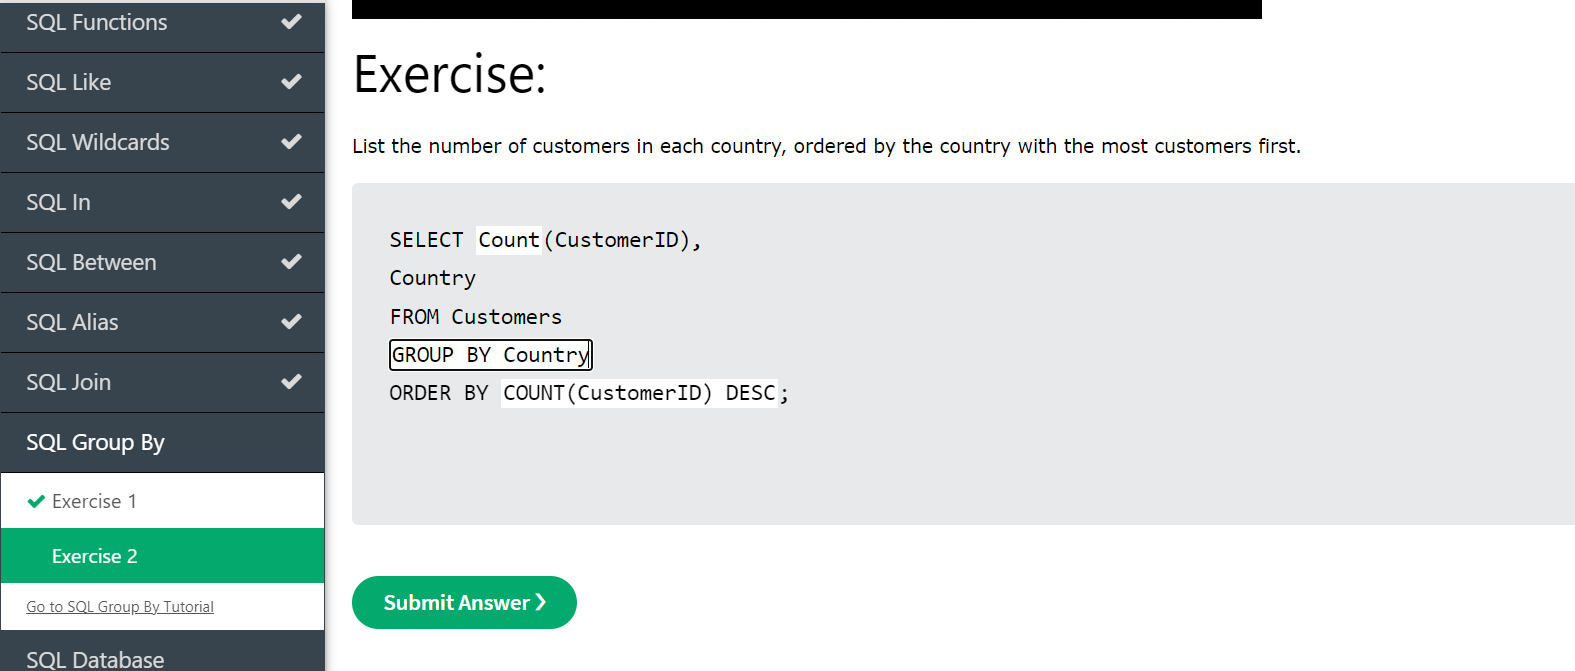 SQL Functions
SQL Like
SQL Wildcards
SQL In
SQL Between
SQL Alias
SQL Join
SQL Group By
Exercise 1
Exercise 2
Go to SQL Group By Tutorial
SQL Database
Exercise:
List the number of customers in each country, ordered by the country with the most customers first.
SELECT Count(CustomerID),
Country
FROM Customers
GROUP BY Country
ORDER BY COUNT(CustomerID) DESC;
Submit Answer ❯